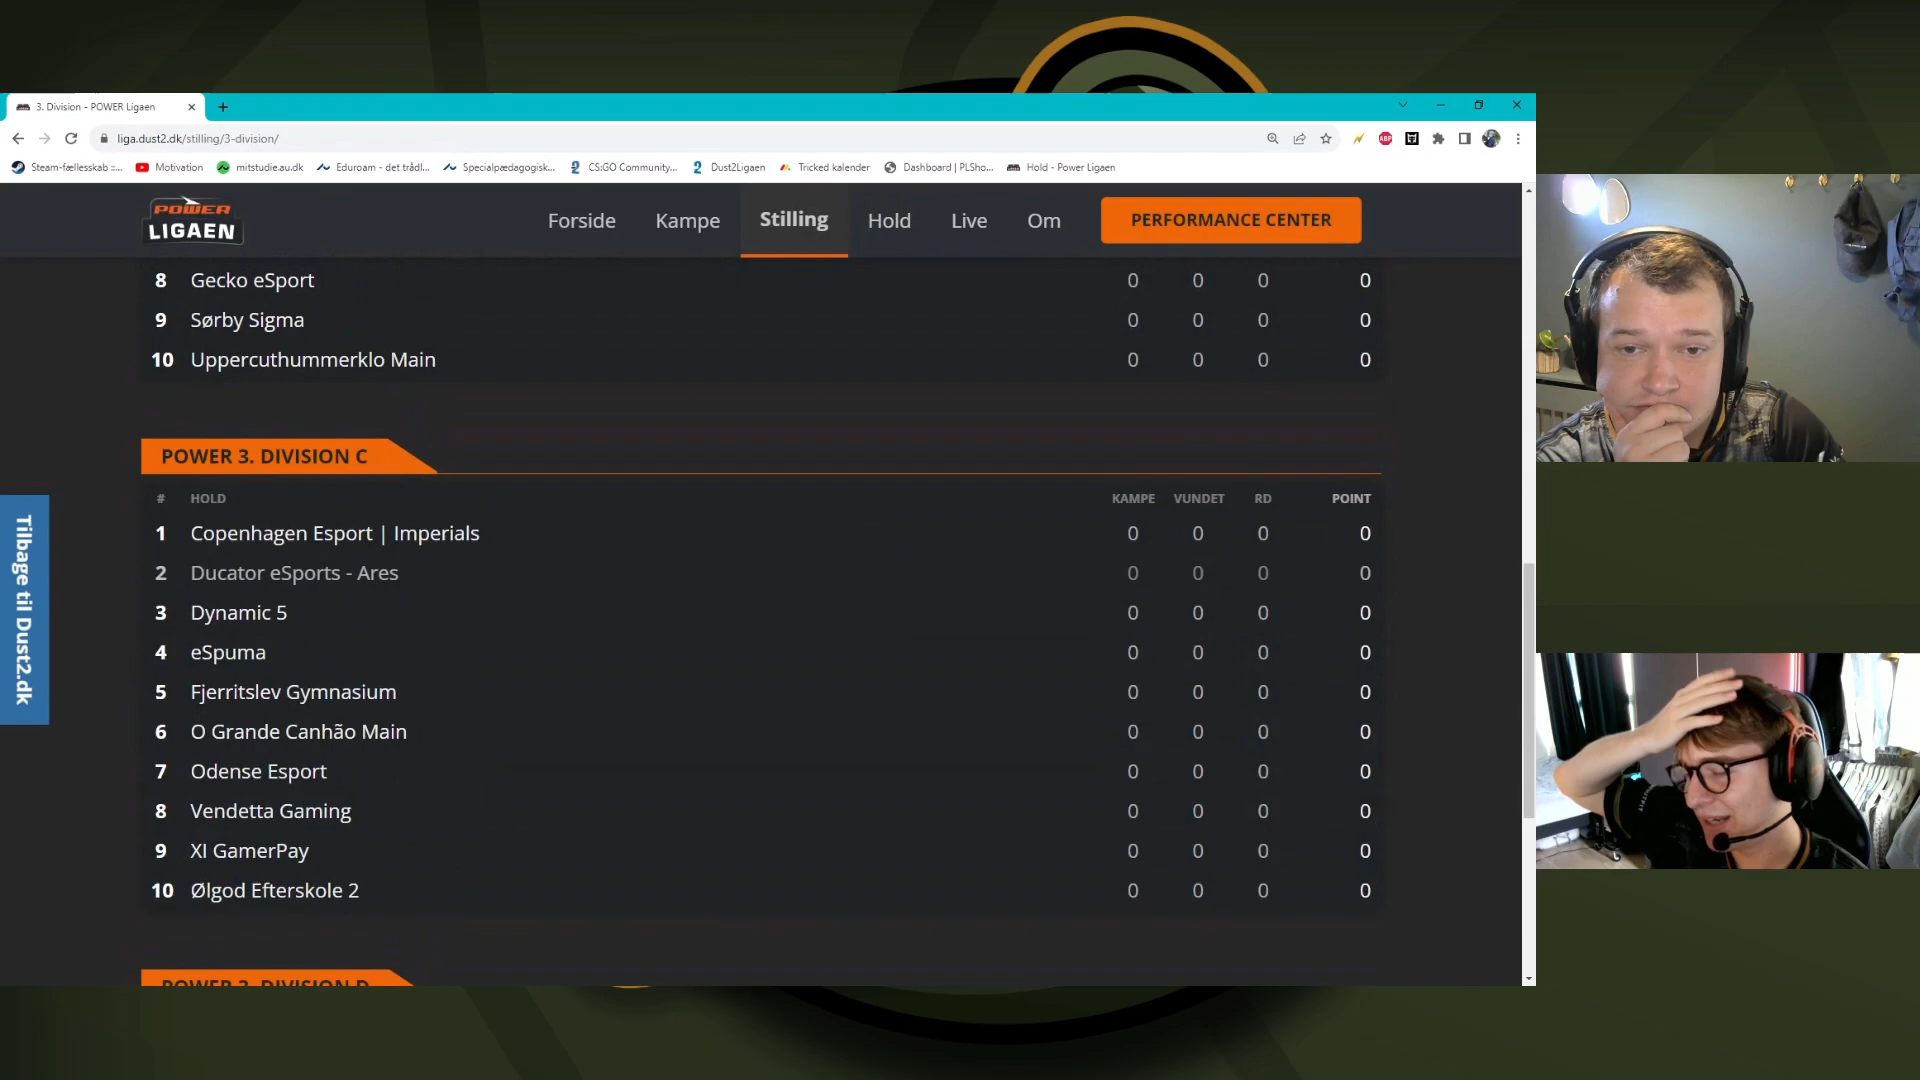 3. Division - POWER Ligaen
liga.dust2.dk/stilling/3-division/
ABP
Steam-fællesskab ::... Motivation mitstudie.au.dk Eduroam - det trådl... Specialpædagogisk... CS:GO Community... Dust2Ligaen Tricked kalender Dashboard | PLSho... Hold - Power Ligaen
POWER
LIGAEN
Forside Kampe Stilling Hold Live Om PERFORMANCE CENTER
8 Gecko eSport 0 0 0 0
9 Sørby Sigma 0 0 0 0
10 Uppercuthummerklo Main 0 0 0 0
POWER 3. DIVISION C
# HOLD KAMPE VUNDET RD POINT
1 Copenhagen Esport | Imperials 0 0 0 0
2 Ducator eSports - Ares 0 0 0 0
3 Dynamic 5 0 0 0 0
4 eSpuma 0 0 0 0
5 Fjerritslev Gymnasium 0 0 0 0
6 O Grande Canhão Main 0 0 0 0
7 Odense Esport 0 0 0 0
8 Vendetta Gaming 0 0 0 0
9 XI GamerPay 0 0 0 0
10 Ølgod Efterskole 2 0 0 0 0
POWER 3. DIVISION D
Tilbage til Dust2.dk